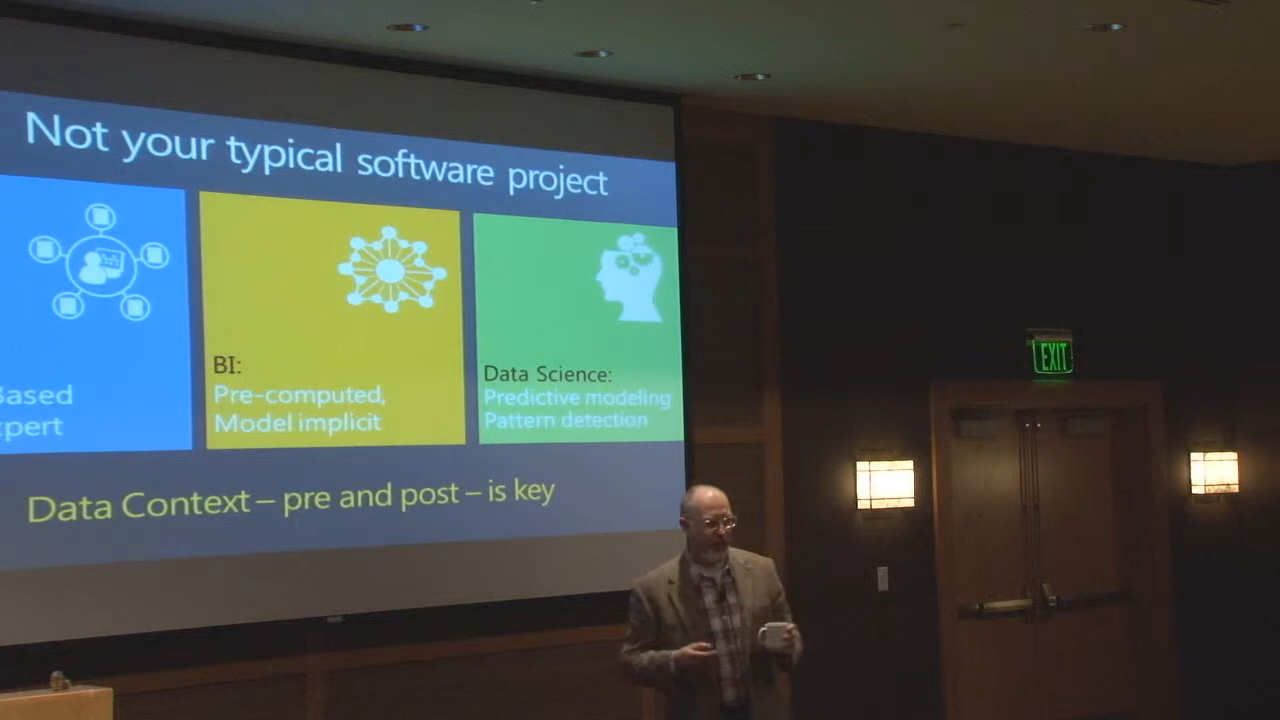 Not your typical software project
Based
pert
BI:
Pre-computed,
Model implicit
Data Science:
Predictive modeling
Pattern detection
Data Context – pre and post – is key
EXIT